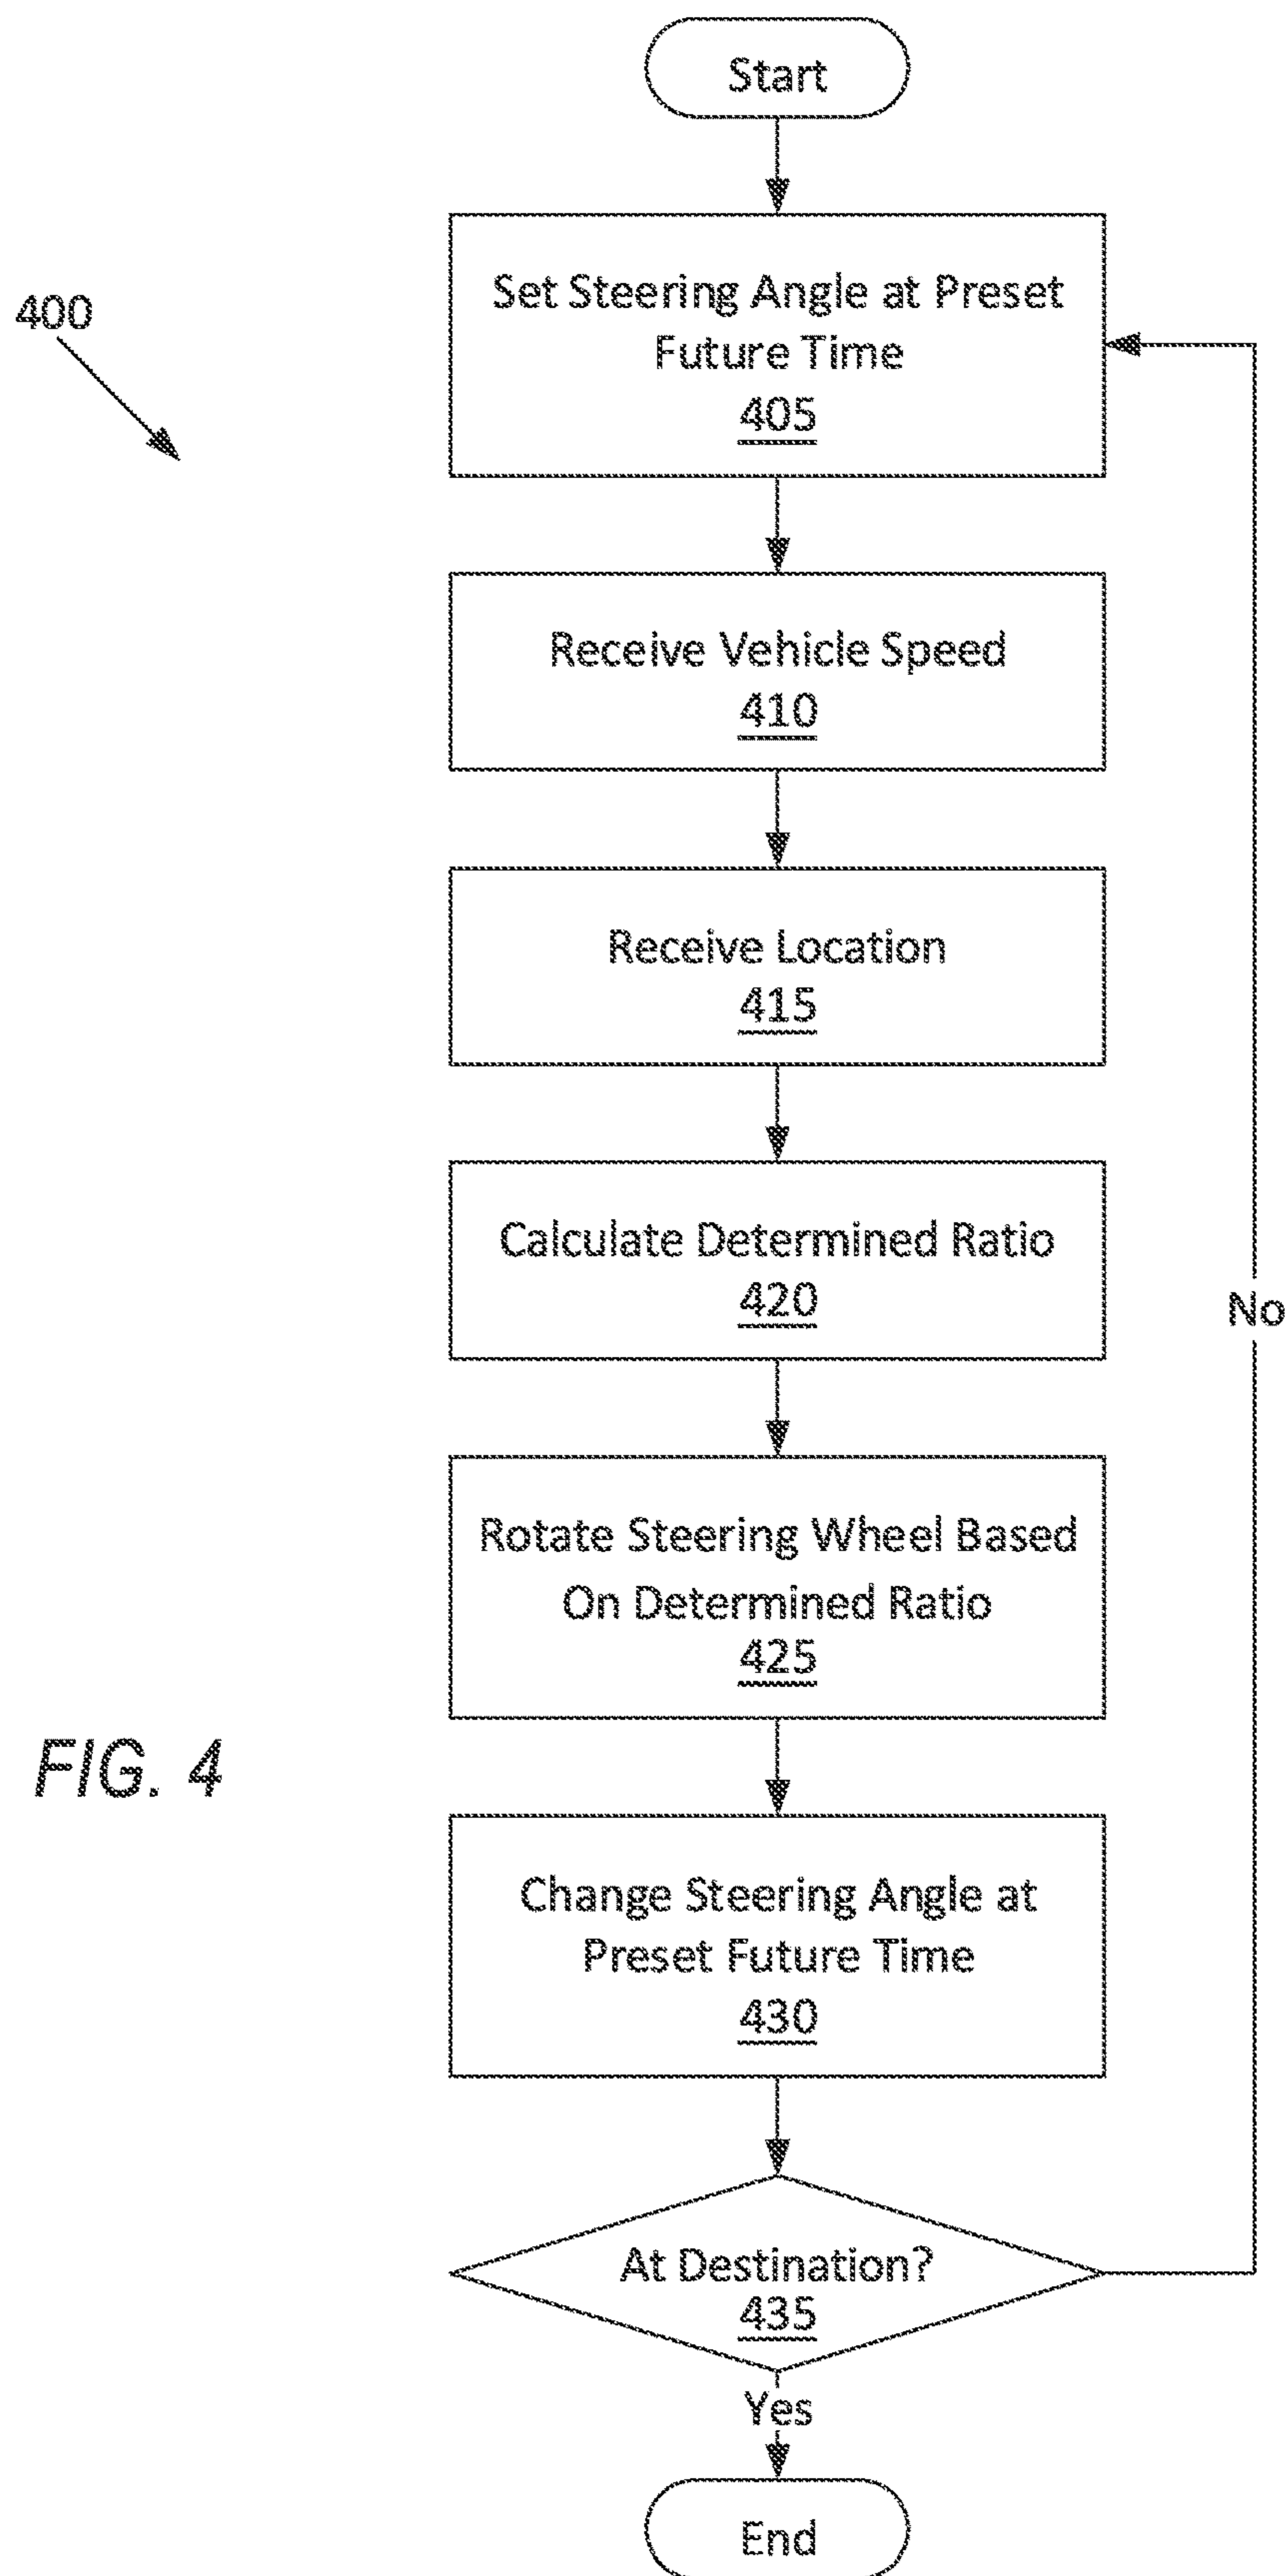 Start
400
Set Steering Angle at Preset
Future Time
405
Receive Vehicle Speed
410
Receive Location
415
Calculate Determined Ratio
420
No
Rotate Steering Wheel Based
On Determined Ratio
425
FIG. 4
Change Steering Angle at
Preset Future Time
430
At Destination?
435
Yes
End